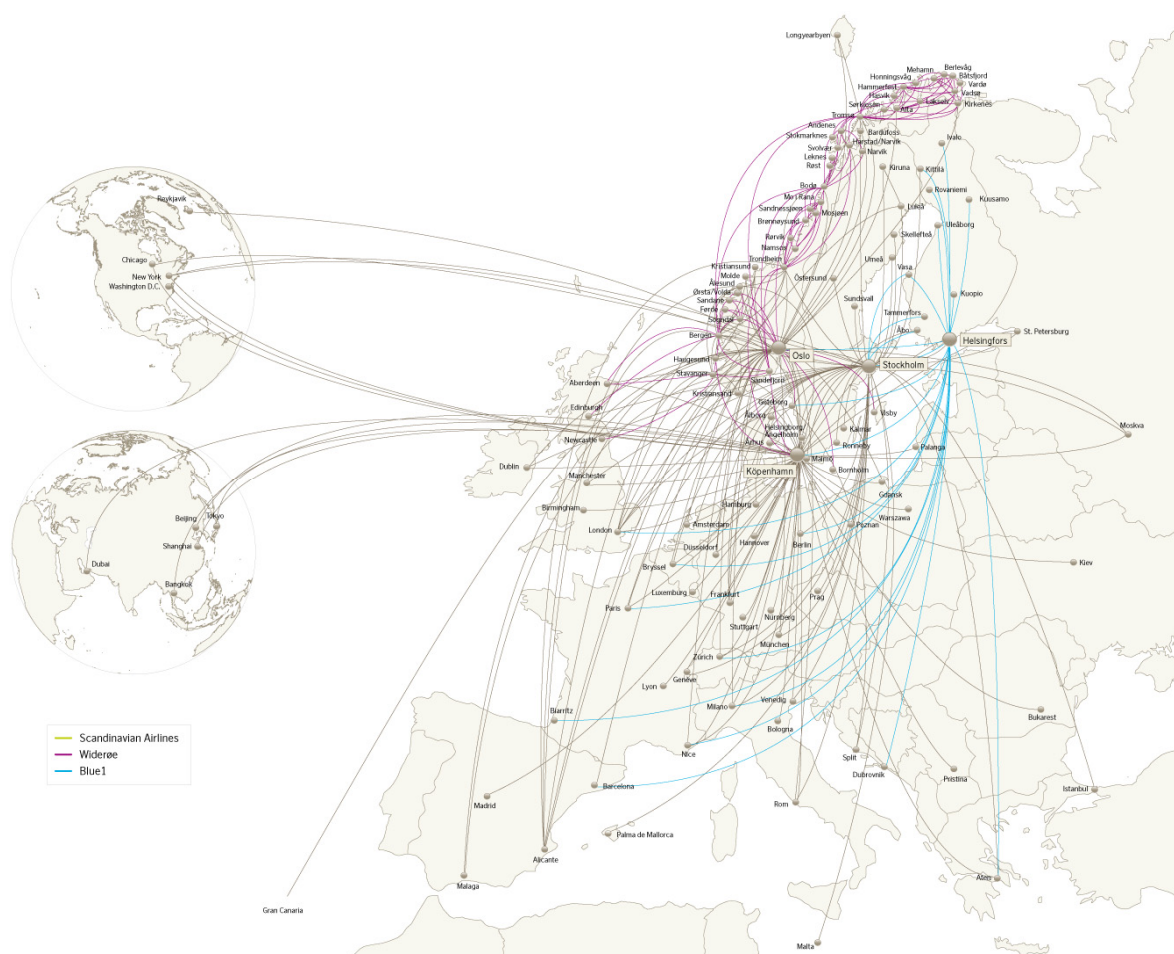 Longyearbyen
Mehamn
Berlevåg
Honningsvåg
Båtsfjord
Hammerfest
Vardø
Hasvik
Vadsø
Lakselv
Sørkjosen
Alta
Kirkenes
Tromsø
Andenes
Bardufoss
Stokmarknes
Ivalo
Harstad/Narvik
Svolvær
Narvik
Leknes
Røst
Kiruna
Kittilä
Bodø
Rovaniemi
Mo i Rana
Kuusamo
Reykjavik
Sandnessjøen
Mosjøen
Luleå
Brønnøysund
Uleåborg
Rørvik
Skellefteå
Namsos
Umeå
Trondheim
Chicago
Kristiansund
Vasa
New York
Molde
Östersund
Washington D.C.
Ålesund
Ørsta/Volda
Kuopio
Sandane
Sundsvall
Førde
Tammerfors
Sogndal
Åbo
St. Petersburg
Bergen
Helsingfors
Oslo
Haugesund
Stockholm
Stavanger
Sandefjord
Aberdeen
Kristiansand
Göteborg
Edinburgh
Ålborg
Visby
Helsingborg
Kalmar
Ängelholm
Moskva
Newcastle
Århus
Ronneby
Palanga
Malmö
Dublin
Köpenhamn
Bornholm
Manchester
Gdansk
Hamburg
Birmingham
Warszawa
Beijing
Tokyo
Amsterdam
Poznan
London
Hannover
Berlin
Shanghai
Düsseldorf
Dubai
Bryssel
Kiev
Bangkok
Luxemburg
Frankfurt
Prag
Paris
Nürnberg
Stuttgart
München
Zürich
Genève
Lyon
Venedig
Biarritz
Milano
Bukarest
Bologna
Scandinavian Airlines
Widerøe
Blue1
Nice
Split
Dubrovnik
Pristina
Barcelona
Istanbul
Madrid
Rom
Palma de Mallorca
Alicante
Aten
Malaga
Gran Canaria
Malta